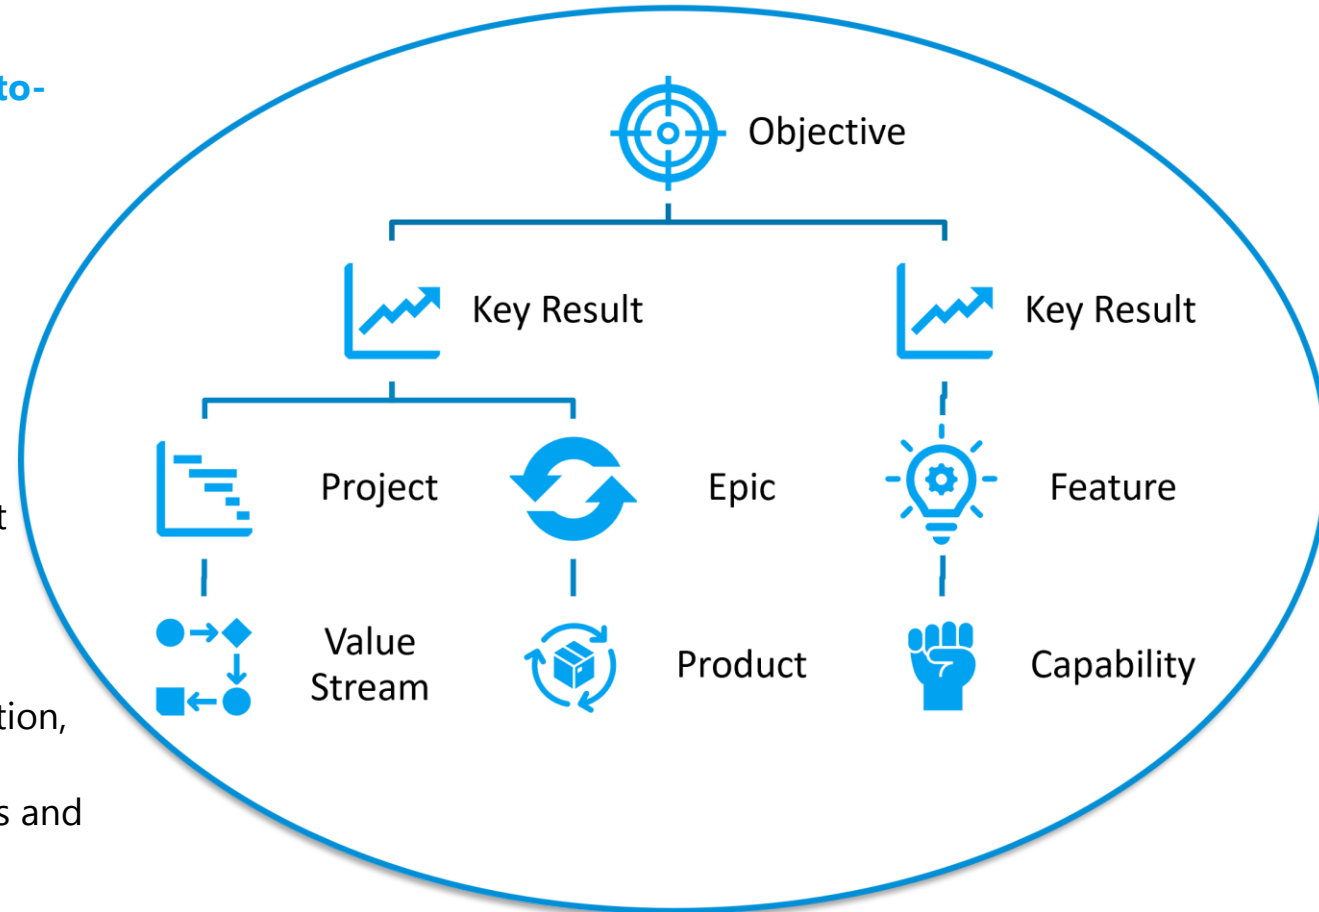 to-
t
tion,
s and
Objective
Key Result
Key Result
Project
Epic
Feature
Value
Stream
Product
Capability